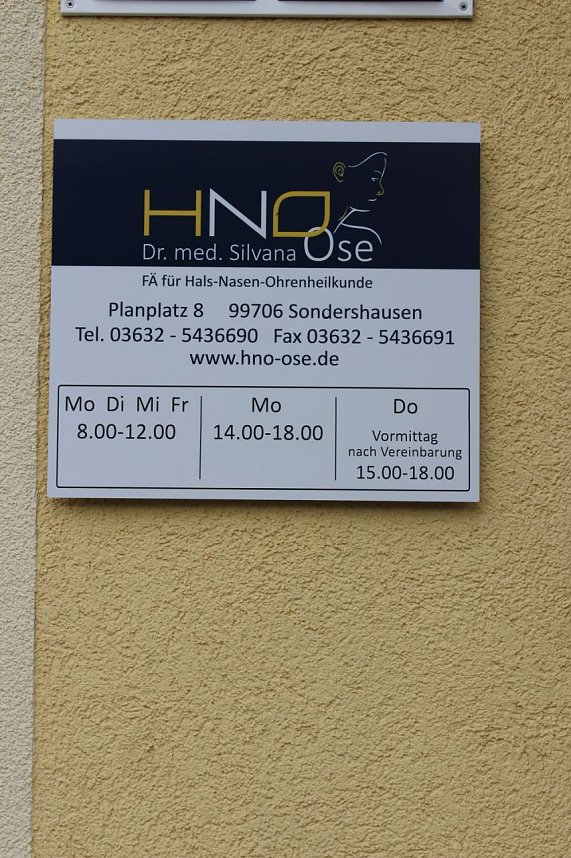 HNO
Dr. med. Silvana Ose
FÄ für Hals-Nasen-Ohrenheilkunde
Planplatz 8 99706 Sondershausen
Tel. 03632 - 5436690 Fax 03632 - 5436691
www.hno-ose.de
Mo Di Mi Fr
8.00-12.00
Mo
14.00-18.00
Do
Vormittag
nach Vereinbarung
15.00-18.00